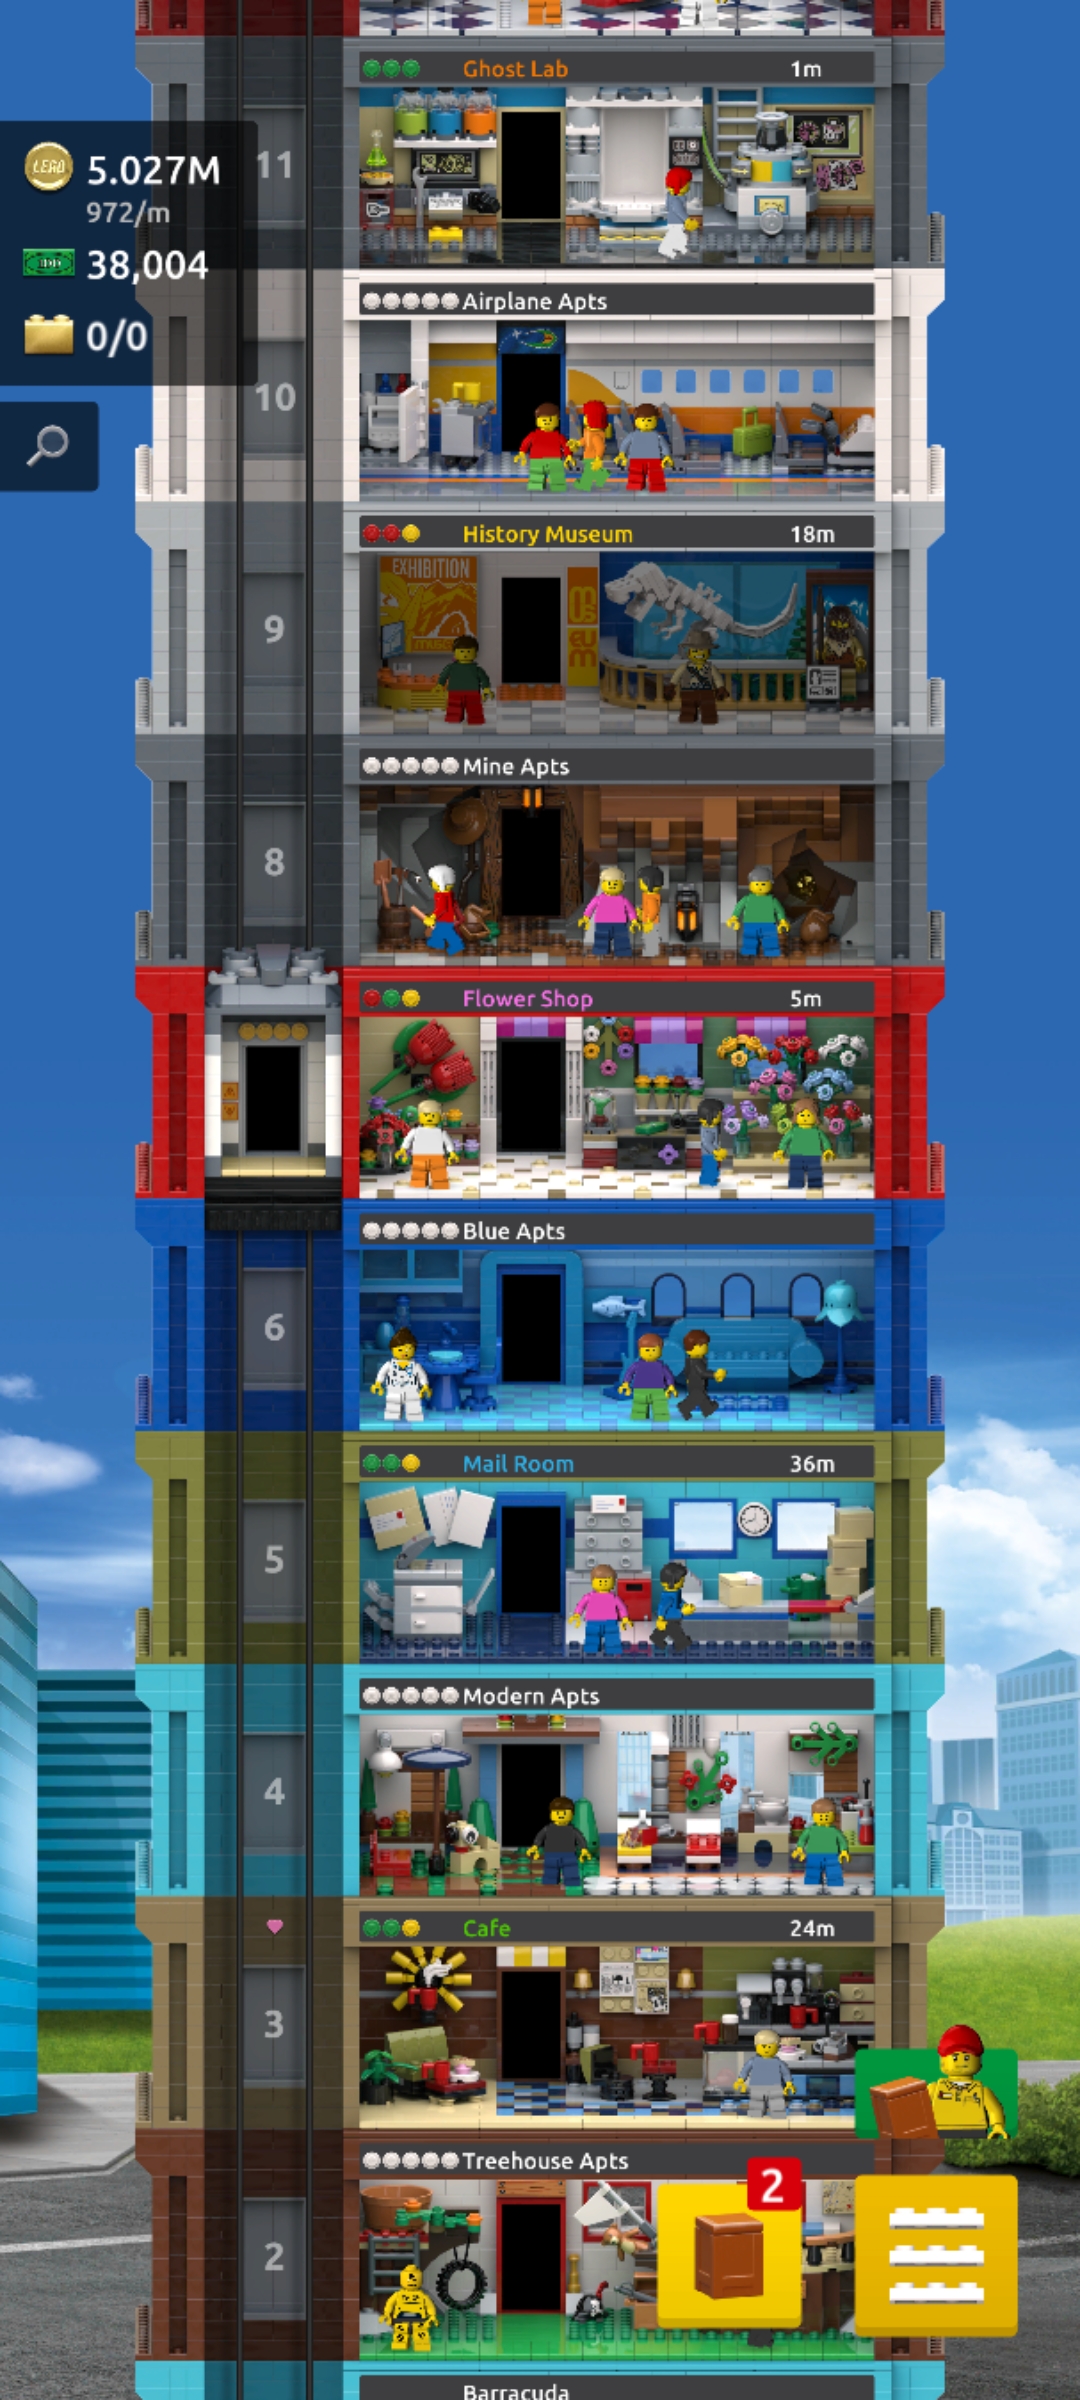 Ghost Lab 1m
11
LEGO 5.027M
972/m
38,004
0/0
Airplane Apts
10
History Museum 18m
EXHIBITION
9
Mine Apts
8
Flower Shop 5m
Blue Apts
6
Mail Room 36m
5
Modern Apts
4
Cafe 24m
3
Treehouse Apts
2
2
Barracuda